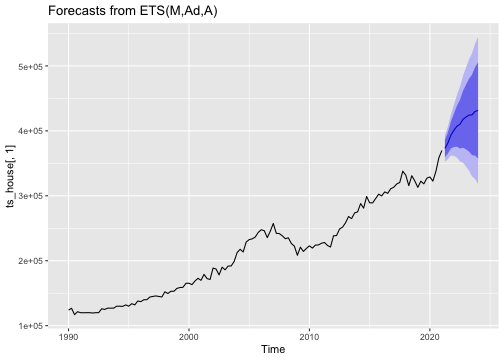 Forecasts from ETS(M,Ad,A)
5e+05
4e+05
3e+05
2e+05
1e+05
ts_house[, 1]
1990
2000
2010
2020
Time